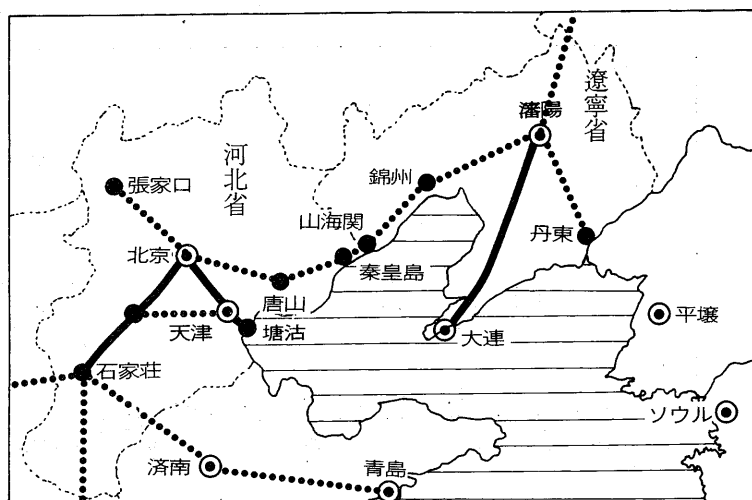 遼寧省
瀋陽
河北省
張家口
錦州
山海関
丹東
北京
秦皇島
唐山
天津
塘沽
大連
平壌
石家荘
ソウル
済南
青島